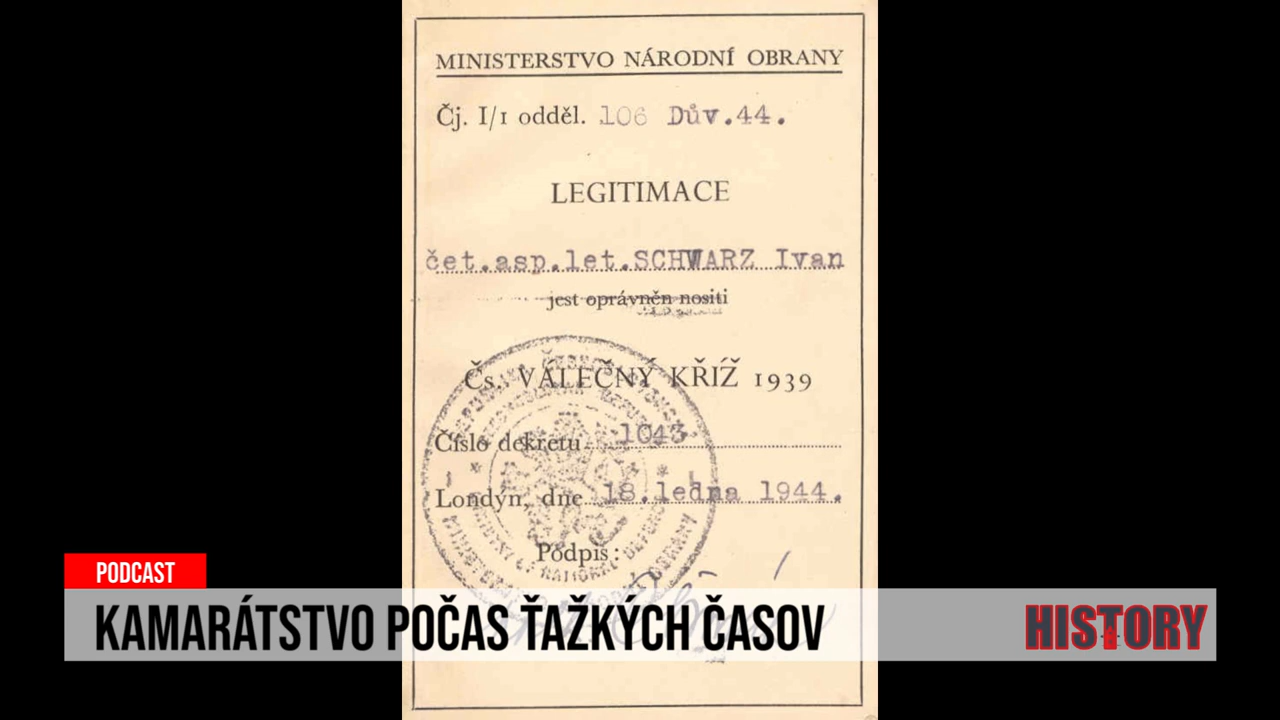 MINISTERSTVO NÁRODNÍ OBRANY
Čj. I/1 odděl. 106 Dův.44.
LEGITIMACE
čet.asp.let.SCHWARZ Ivan
jest oprávněn nositi
Čs. VÁLEČNÝ KŘÍŽ 1939
Číslo dekretu 1043
Londýn, dne 18.ledna 1944.
Podpis:
PODCAST
KAMARÁTSTVO POČAS ŤAŽKÝCH ČASOV
HISTORY